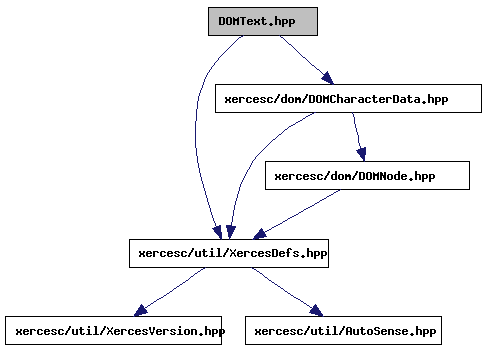 DOMText.hpp
xercesc/dom/DOMCharacterData.hpp
xercesc/dom/DOMNode.hpp
xercesc/util/XercesDefs.hpp
xercesc/util/XercesVersion.hpp
xercesc/util/AutoSense.hpp